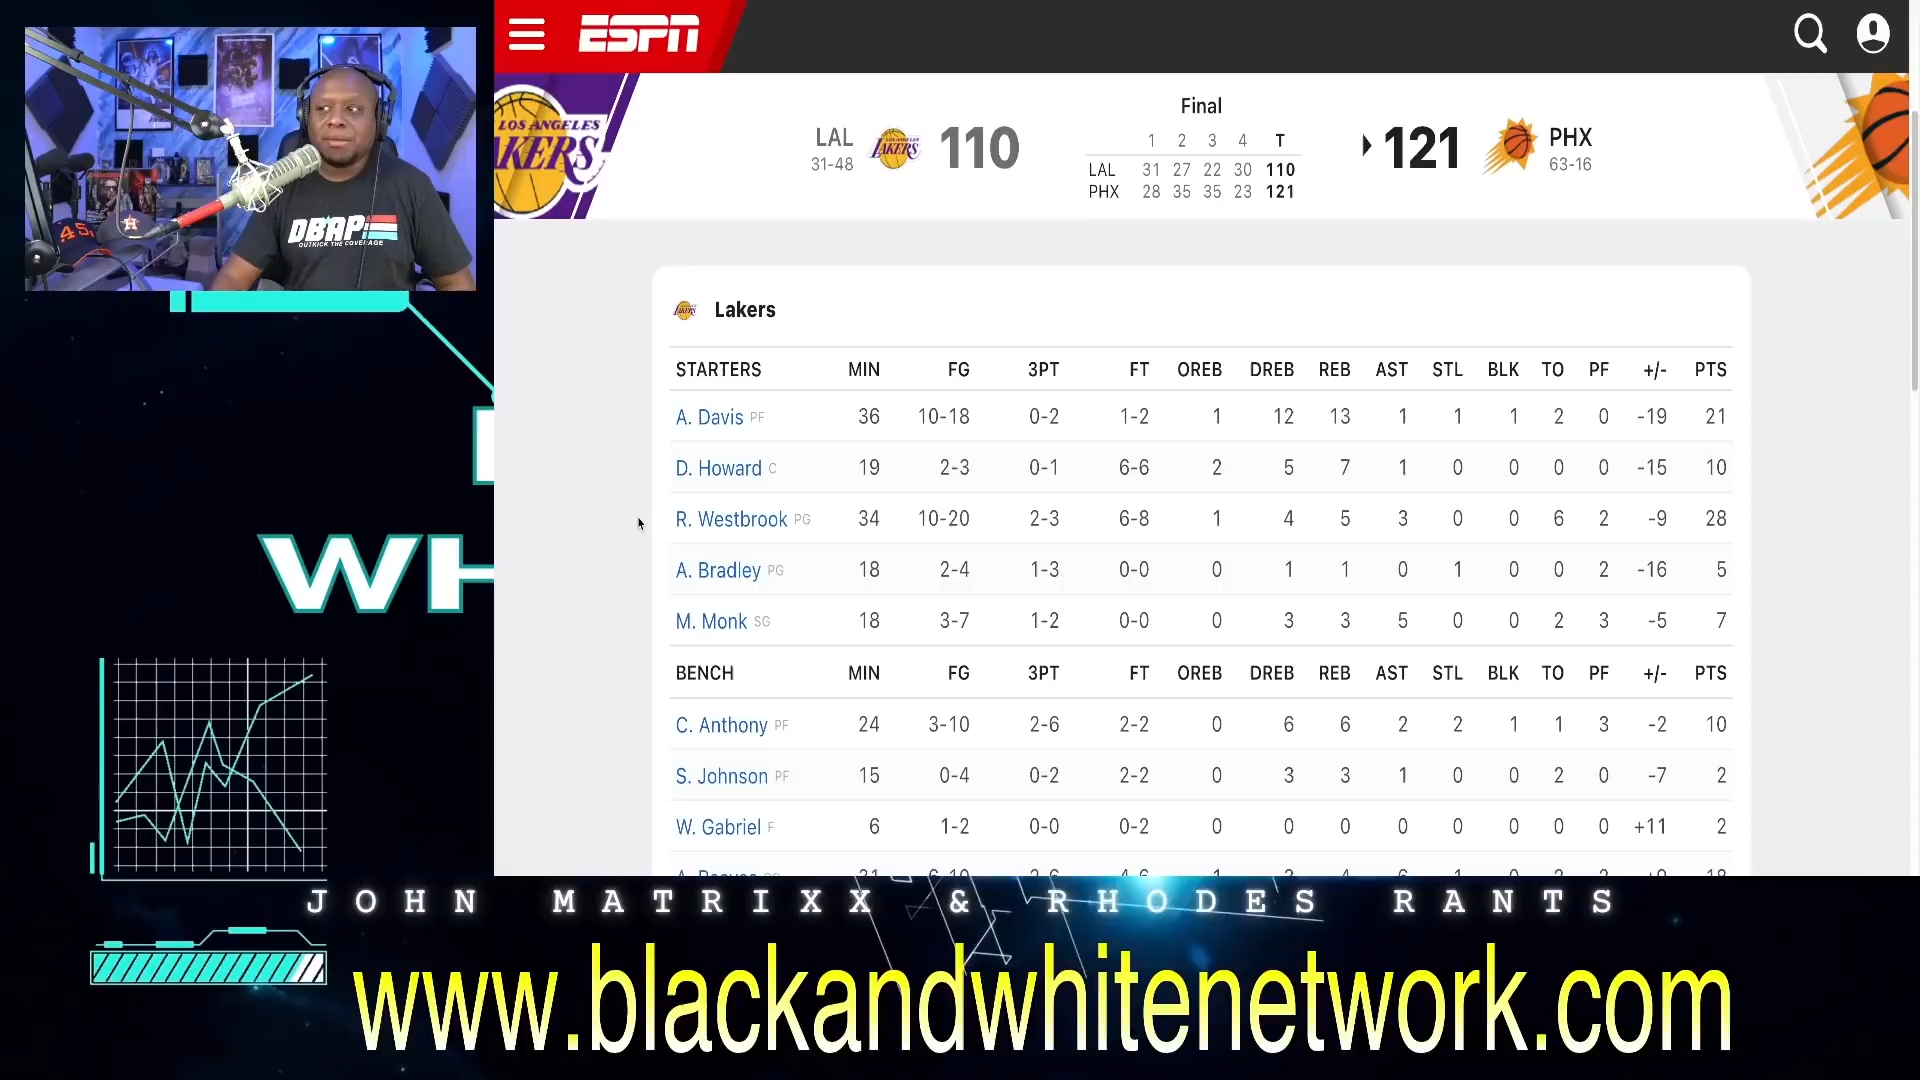 ESPN
LOS ANGELES
LAKERS
LAL
31-48
110
Final
1 2 3 4 T
LAL 31 27 22 30 110
PHX 28 35 35 23 121
121
PHX
63-16
DBAP
OUTKICK THE COVERAGE
Lakers
STARTERS MIN FG 3PT FT OREB DREB REB AST STL BLK TO PF +/- PTS
A. Davis PF 36 10-18 0-2 1-2 1 12 13 1 1 1 2 0 -19 21
D. Howard C 19 2-3 0-1 6-6 2 5 7 1 0 0 0 0 -15 10
R. Westbrook PG 34 10-20 2-3 6-8 1 4 5 3 0 0 6 2 -9 28
A. Bradley PG 18 2-4 1-3 0-0 0 1 1 0 1 0 0 2 -16 5
M. Monk SG 18 3-7 1-2 0-0 0 3 3 5 0 0 2 3 -5 7
BENCH MIN FG 3PT FT OREB DREB REB AST STL BLK TO PF +/- PTS
C. Anthony PF 24 3-10 2-6 2-2 0 6 6 2 2 1 1 3 -2 10
S. Johnson PF 15 0-4 0-2 2-2 0 3 3 1 0 0 2 0 -7 2
W. Gabriel F 6 1-2 0-0 0-2 0 0 0 0 0 0 0 0 +11 2
WH
JOHN MATRIXX & RHODES RANTS
www.blackandwhitenetwork.com